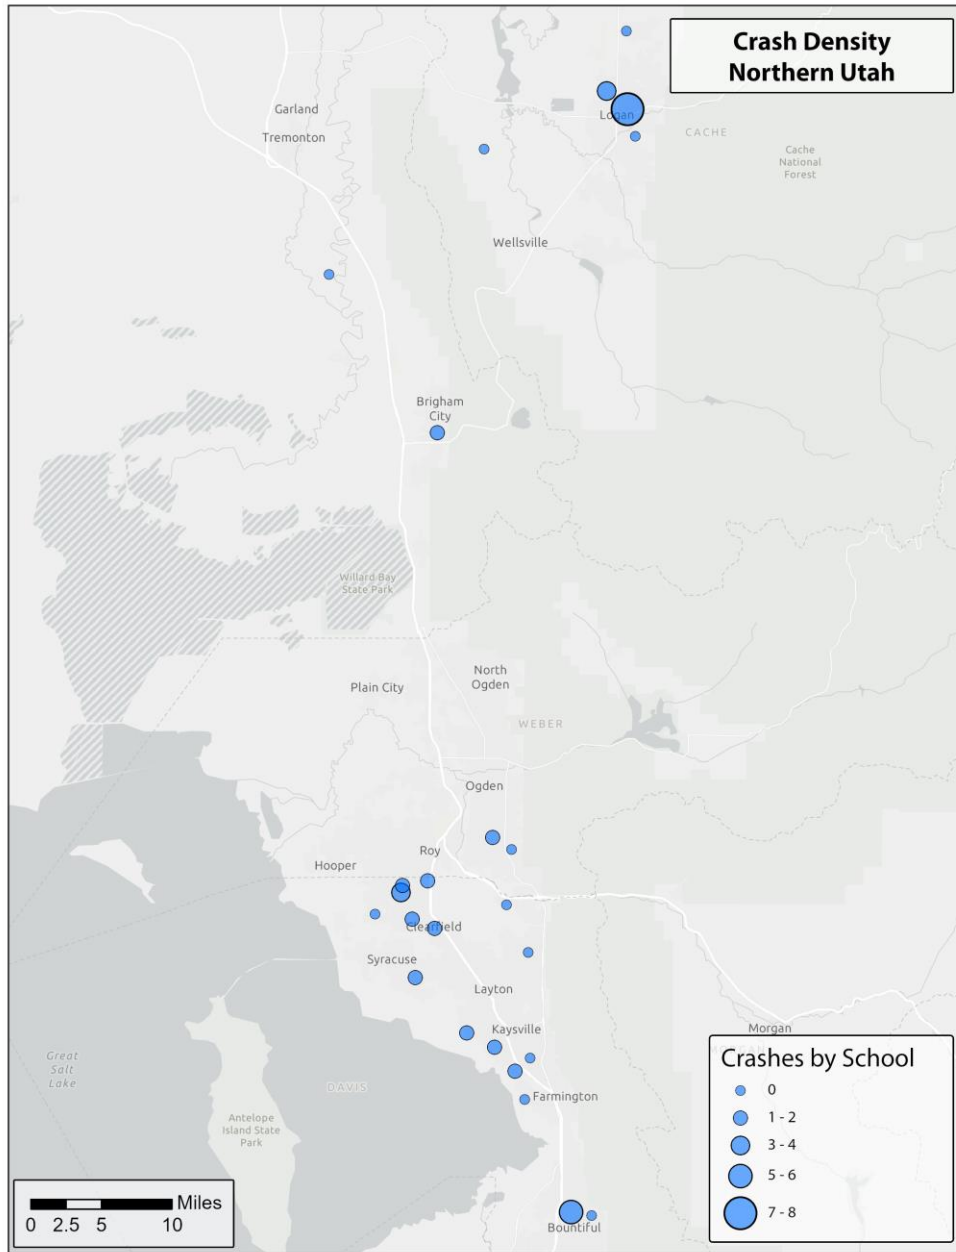 Crash Density
Northern Utah
Garland
Tremonton
Logan
CACHE
Cache
National
Forest
Wellsville
Brigham
City
Willard Bay
State Park
North
Ogden
Plain City
WEBER
Ogden
Roy
Hooper
Clearfield
Syracuse
Layton
Kaysville
Morgan
MORGAN
Great
Salt
Lake
DAVIS
Farmington
Antelope
Island State
Park
Bountiful
Crashes by School
0
1 - 2
3 - 4
5 - 6
7 - 8
Miles
0 2.5 5 10